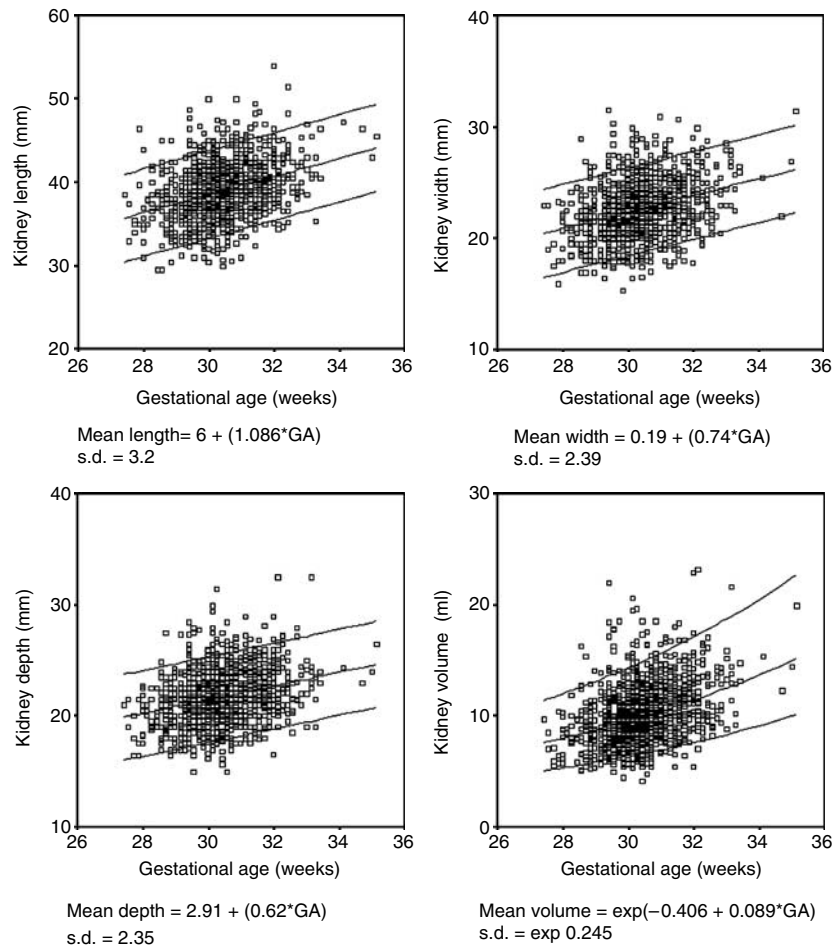 60
50
40
30
20
26 28 30 32 34 36
Kidney length (mm)
Gestational age (weeks)
Mean length= 6 + (1.086*GA)
s.d. = 3.2
40
30
20
10
26 28 30 32 34 36
Kidney width (mm)
Gestational age (weeks)
Mean width = 0.19 + (0.74*GA)
s.d. = 2.39
40
30
20
10
26 28 30 32 34 36
Kidney depth (mm)
Gestational age (weeks)
Mean depth = 2.91 + (0.62*GA)
s.d. = 2.35
30
20
10
0
26 28 30 32 34 36
Kidney volume (ml)
Gestational age (weeks)
Mean volume = exp(−0.406 + 0.089*GA)
s.d. = exp 0.245